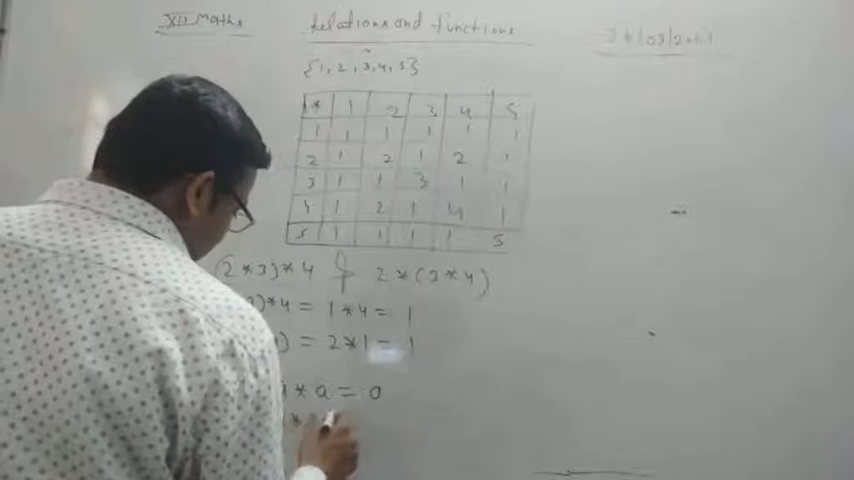 XII Maths
Relations and functions
{1, 2, 3, 4, 5}
* 1 2 3 4 5
1 1 1 1 1 1
2 1 2 1 2 1
3 1 1 3 1 1
4 1 2 1 4 1
5 1 1 1 1 5
(2 * 3) * 4 & 2 * (3 * 4)
3) * 4 = 1 * 4 = 1
) = 2 * 1 = 1
* a = a
*